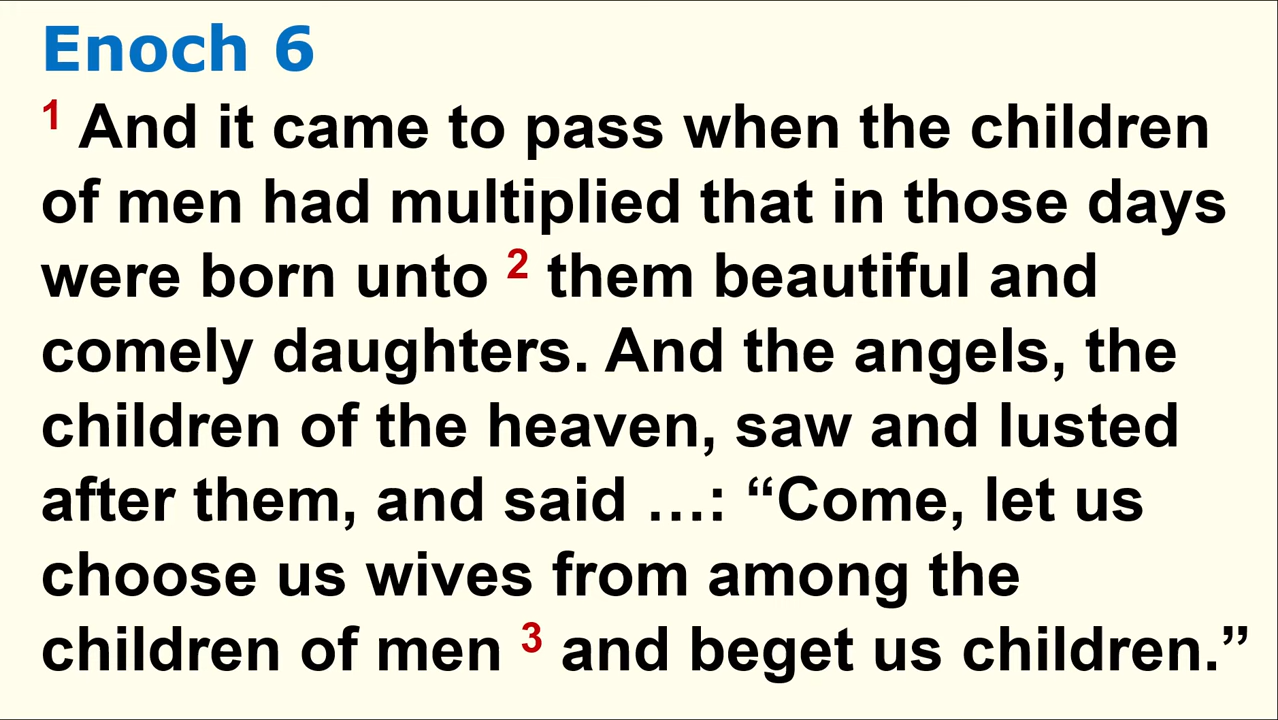 Enoch 6
1 And it came to pass when the children
of men had multiplied that in those days
were born unto 2 them beautiful and
comely daughters. And the angels, the
children of the heaven, saw and lusted
after them, and said …: “Come, let us
choose us wives from among the
children of men 3 and beget us children.”